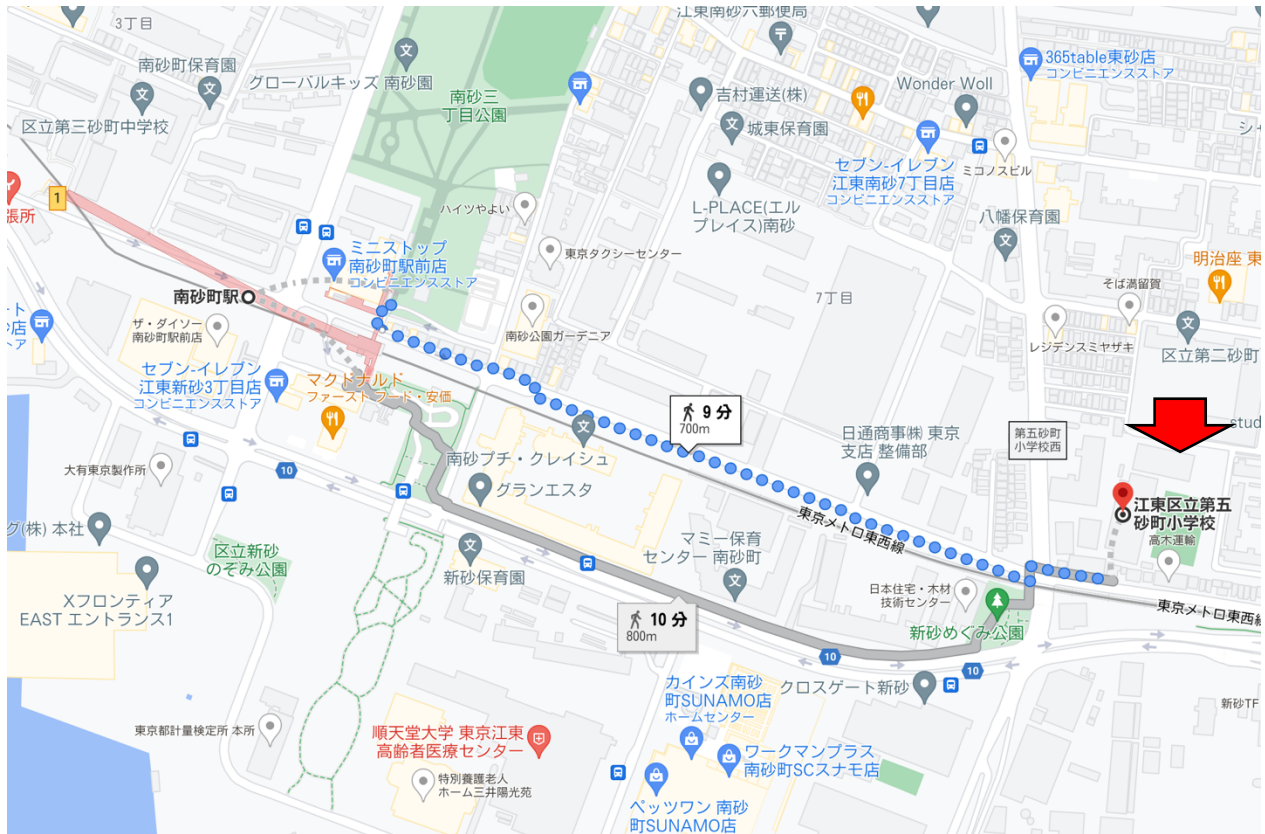 3丁目
江東南砂六郵便局
南砂町保育園
グローバルキッズ 南砂園
区立第三砂町中学校
南砂三
丁目公園
吉村運送(株)
城東保育園
Wonder Woll
365table東砂店
コンビニエンスストア
セブン-イレブン
江東南砂7丁目店
コンビニエンスストア
ミコノスビル
L-PLACE(エル
プレイス)南砂
八幡保育園
張所
1
ハイツやよい
ミニストップ
南砂町駅前店
コンビニエンスストア
東京タクシーセンター
明治座 東
南砂町駅
7丁目
そば満留賀
ザ・ダイソー
南砂町駅前店
南砂公園ガーデニア
レジデンスミヤザキ
区立第二砂町
セブン-イレブン
江東新砂3丁目店
コンビニエンスストア
マクドナルド
ファースト フード・安価
9 分
700m
日通商事㈱ 東京
支店 整備部
第五砂町
小学校西
stud
大有東京製作所
10
南砂プチ・クレイシュ
グランエスタ
東京メトロ東西線
江東区立第五
砂町小学校
高木運輸
グ(株) 本社
区立新砂
のぞみ公園
新砂保育園
マミー保育
センター 南砂町
日本住宅・木材
技術センター
東京メトロ東西線
Xフロンティア
EAST エントランス1
10 分
800m
新砂めぐみ公園
10
10
カインズ南砂
町SUNAMO店
ホームセンター
クロスゲート新砂
新砂TF
東京都計量検定所 本所
順天堂大学 東京江東
高齢者医療センター
ワークマンプラス
南砂町SCスナモ店
特別養護老人
ホーム三井陽光苑
ペッツワン 南砂
町SUNAMO店